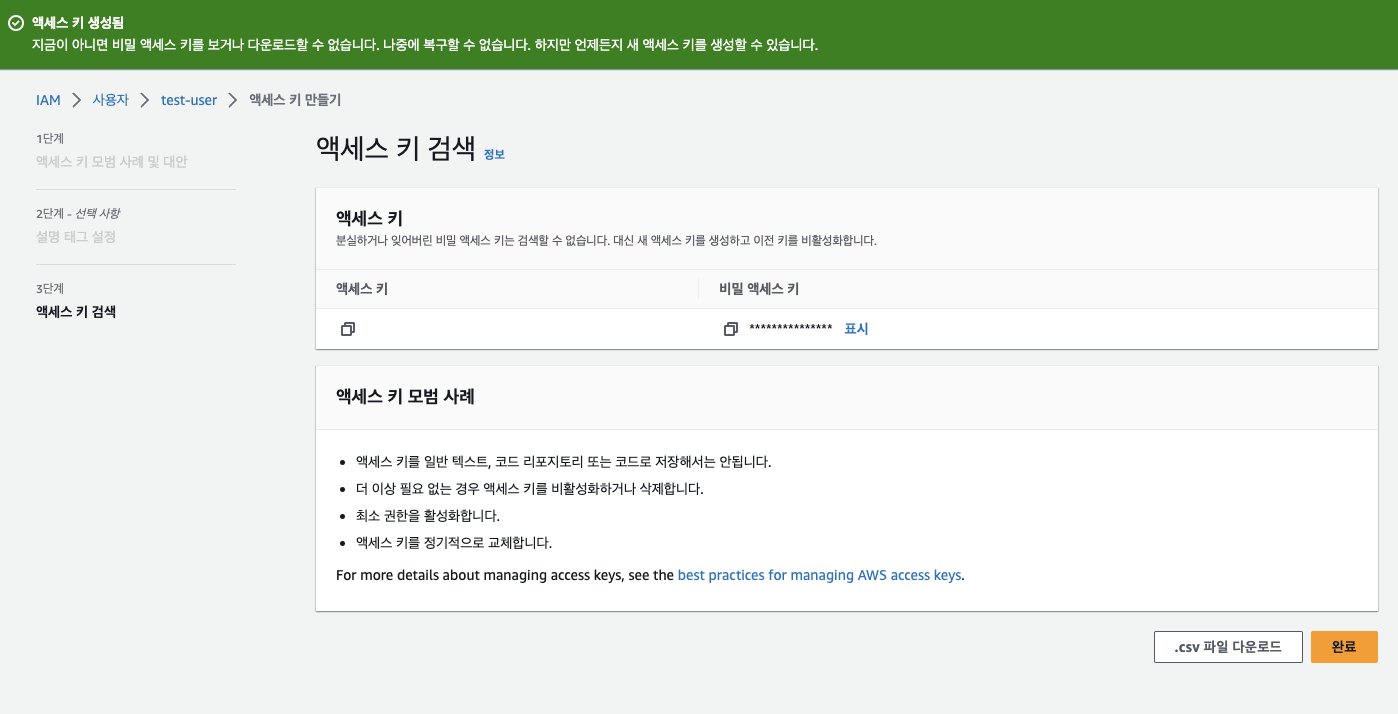 액세스 키 생성됨
지금이 아니면 비밀 액세스 키를 보거나 다운로드할 수 없습니다. 나중에 복구할 수 없습니다. 하지만 언제든지 새 액세스 키를 생성할 수 있습니다.
IAM > 사용자 > test-user > 액세스 키 만들기
1단계
액세스 키 모범 사례 및 대안
2단계 - 선택 사항
설명 태그 설정
3단계
액세스 키 검색
액세스 키 검색 정보
액세스 키
분실하거나 잊어버린 비밀 액세스 키는 검색할 수 없습니다. 대신 새 액세스 키를 생성하고 이전 키를 비활성화합니다.
액세스 키 비밀 액세스 키
*************** 표시
액세스 키 모범 사례
• 액세스 키를 일반 텍스트, 코드 리포지토리 또는 코드로 저장해서는 안됩니다.
• 더 이상 필요 없는 경우 액세스 키를 비활성화하거나 삭제합니다.
• 최소 권한을 활성화합니다.
• 액세스 키를 정기적으로 교체합니다.
For more details about managing access keys, see the best practices for managing AWS access keys.
.csv 파일 다운로드 완료